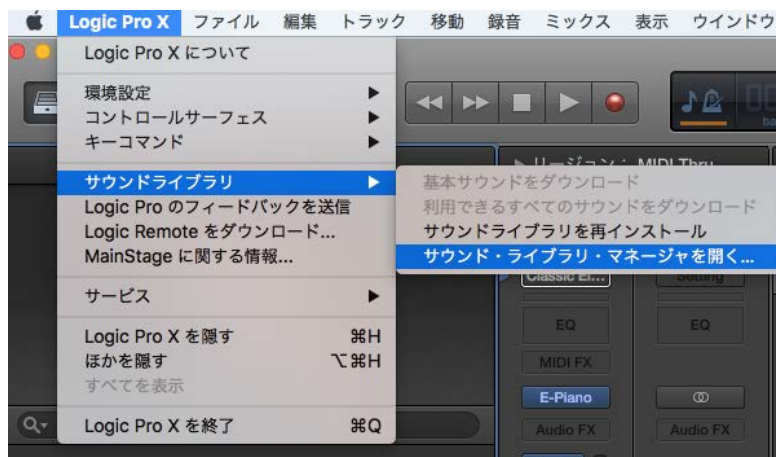 Logic Pro X ファイル 編集 トラック 移動 録音 ミックス 表示 ウインドウ
Logic Pro X について
環境設定
コントロールサーフェス
キーコマンド
サウンドライブラリ
Logic Pro のフィードバックを送信
Logic Remote をダウンロード...
MainStage に関する情報...
サービス
Logic Pro X を隠す ⌘H
ほかを隠す ⌥⌘H
すべてを表示
Logic Pro X を終了 ⌘Q
基本サウンドをダウンロード
利用できるすべてのサウンドをダウンロード
サウンドライブラリを再インストール
サウンド・ライブラリ・マネージャを開く...
リージョン: MIDI Thru
Classic El... Setting
EQ EQ
MIDI FX
E-Piano
Audio FX Audio FX